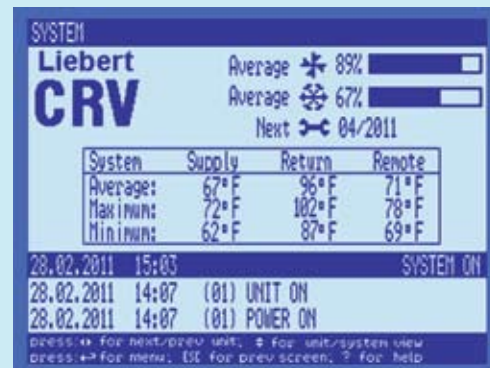 SYSTEM
Liebert
CRV
Average 89%
Average 67%
Next 04/2011
System Supply Return Remote
Average: 67°F 96°F 71°F
Maximum: 72°F 102°F 78°F
Minimum: 62°F 87°F 69°F
28.02.2011 15:03 SYSTEM ON
28.02.2011 14:07 (01) UNIT ON
28.02.2011 14:07 (01) POWER ON
press ↔ for next/prev unit; ↕ for unit/system view
press ↵ for menu; ESC for prev screen; ? for help